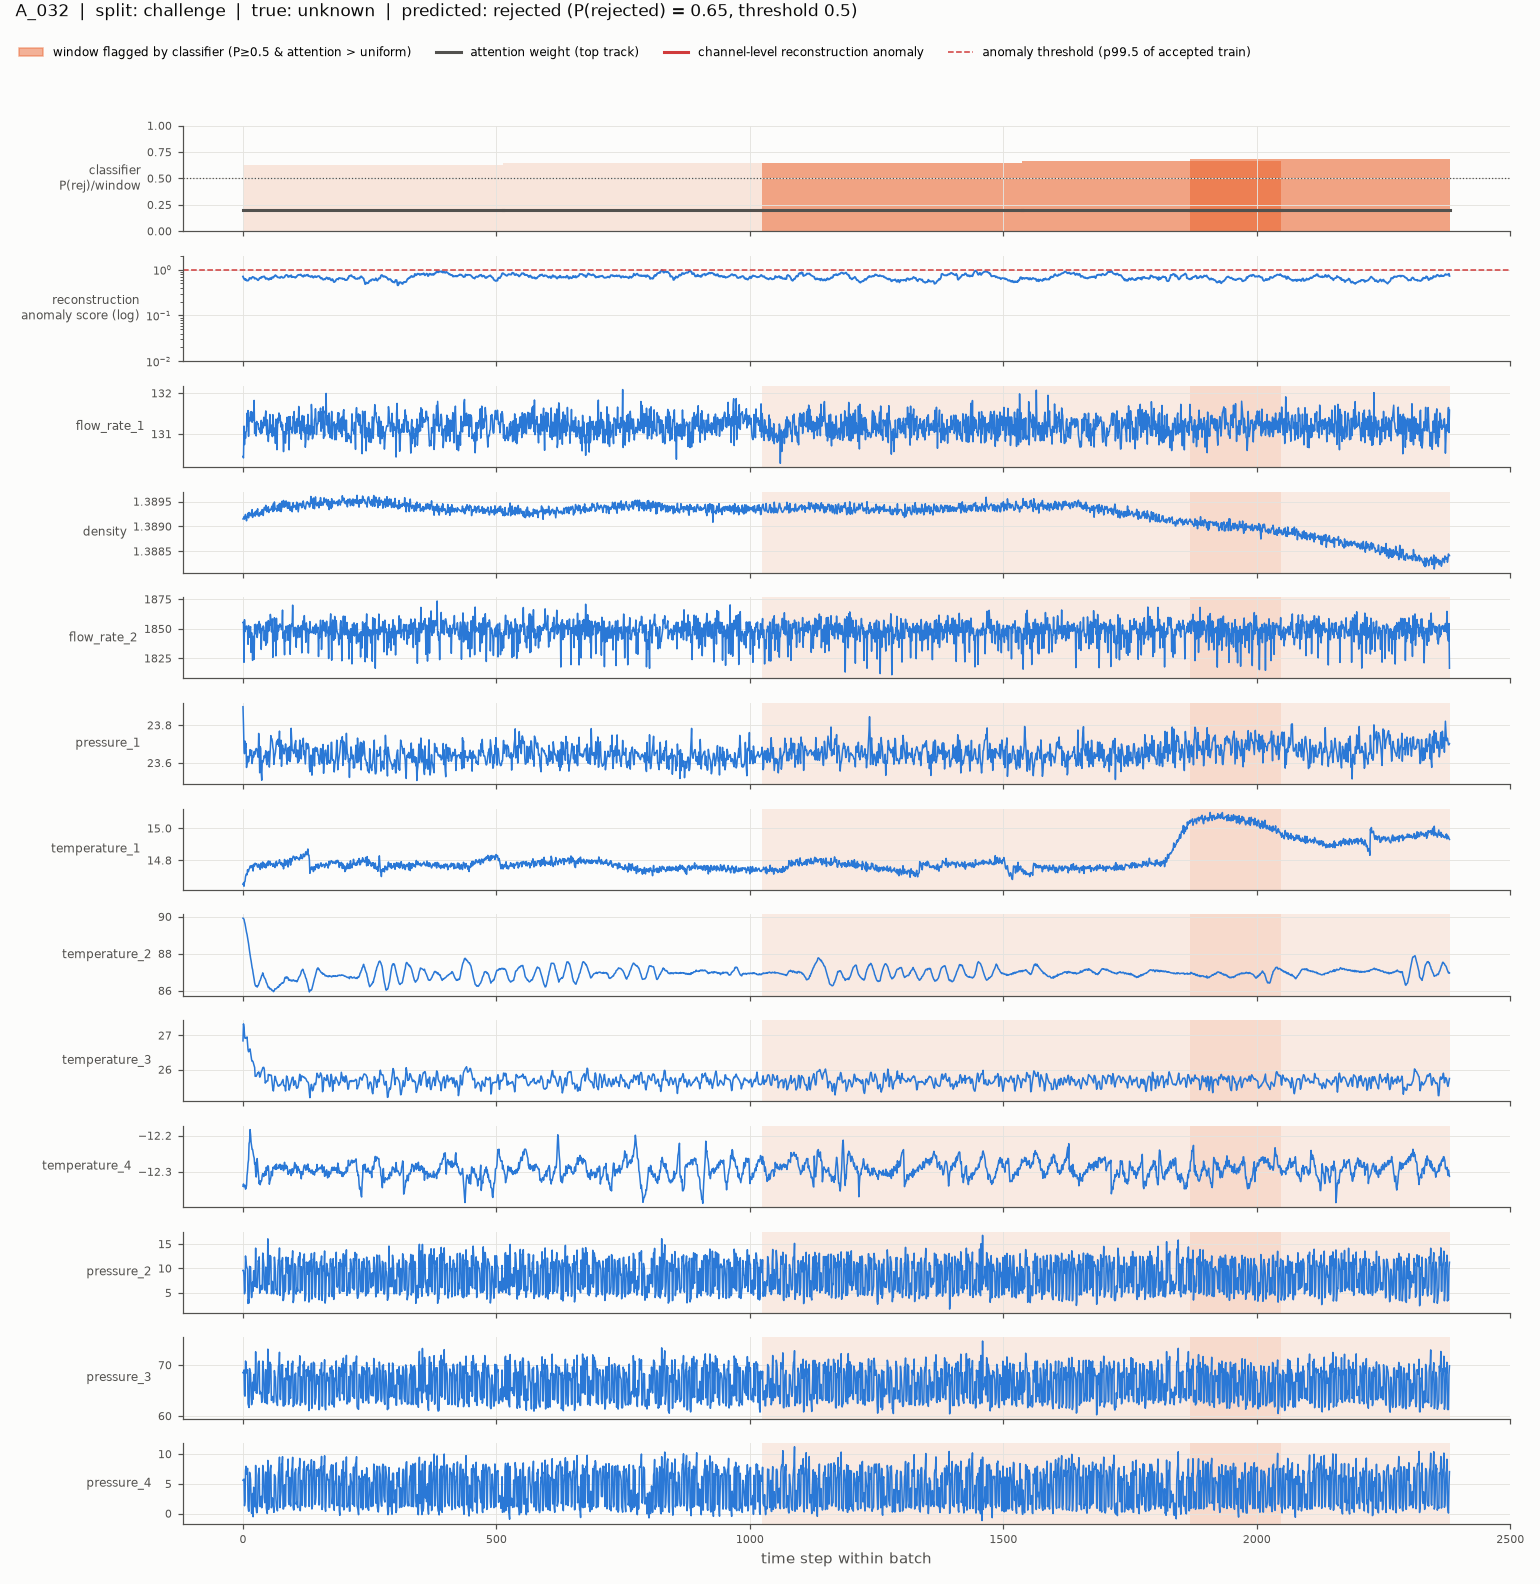 A_032 | split: challenge | true: unknown | predicted: rejected (P(rejected) = 0.65, threshold 0.5)
window flagged by classifier (P≥0.5 & attention > uniform)
attention weight (top track)
channel-level reconstruction anomaly
anomaly threshold (p99.5 of accepted train)
classifier
P(rej)/window
1.00
0.75
0.50
0.25
0.00
reconstruction
anomaly score (log)
10⁰
10⁻¹
10⁻²
flow_rate_1
132
131
density
1.3895
1.3890
1.3885
flow_rate_2
1875
1850
1825
pressure_1
23.8
23.6
temperature_1
15.0
14.8
temperature_2
90
88
86
temperature_3
27
26
temperature_4
−12.2
−12.3
pressure_2
15
10
5
pressure_3
70
60
pressure_4
10
5
0
0
500
1000
1500
2000
2500
time step within batch